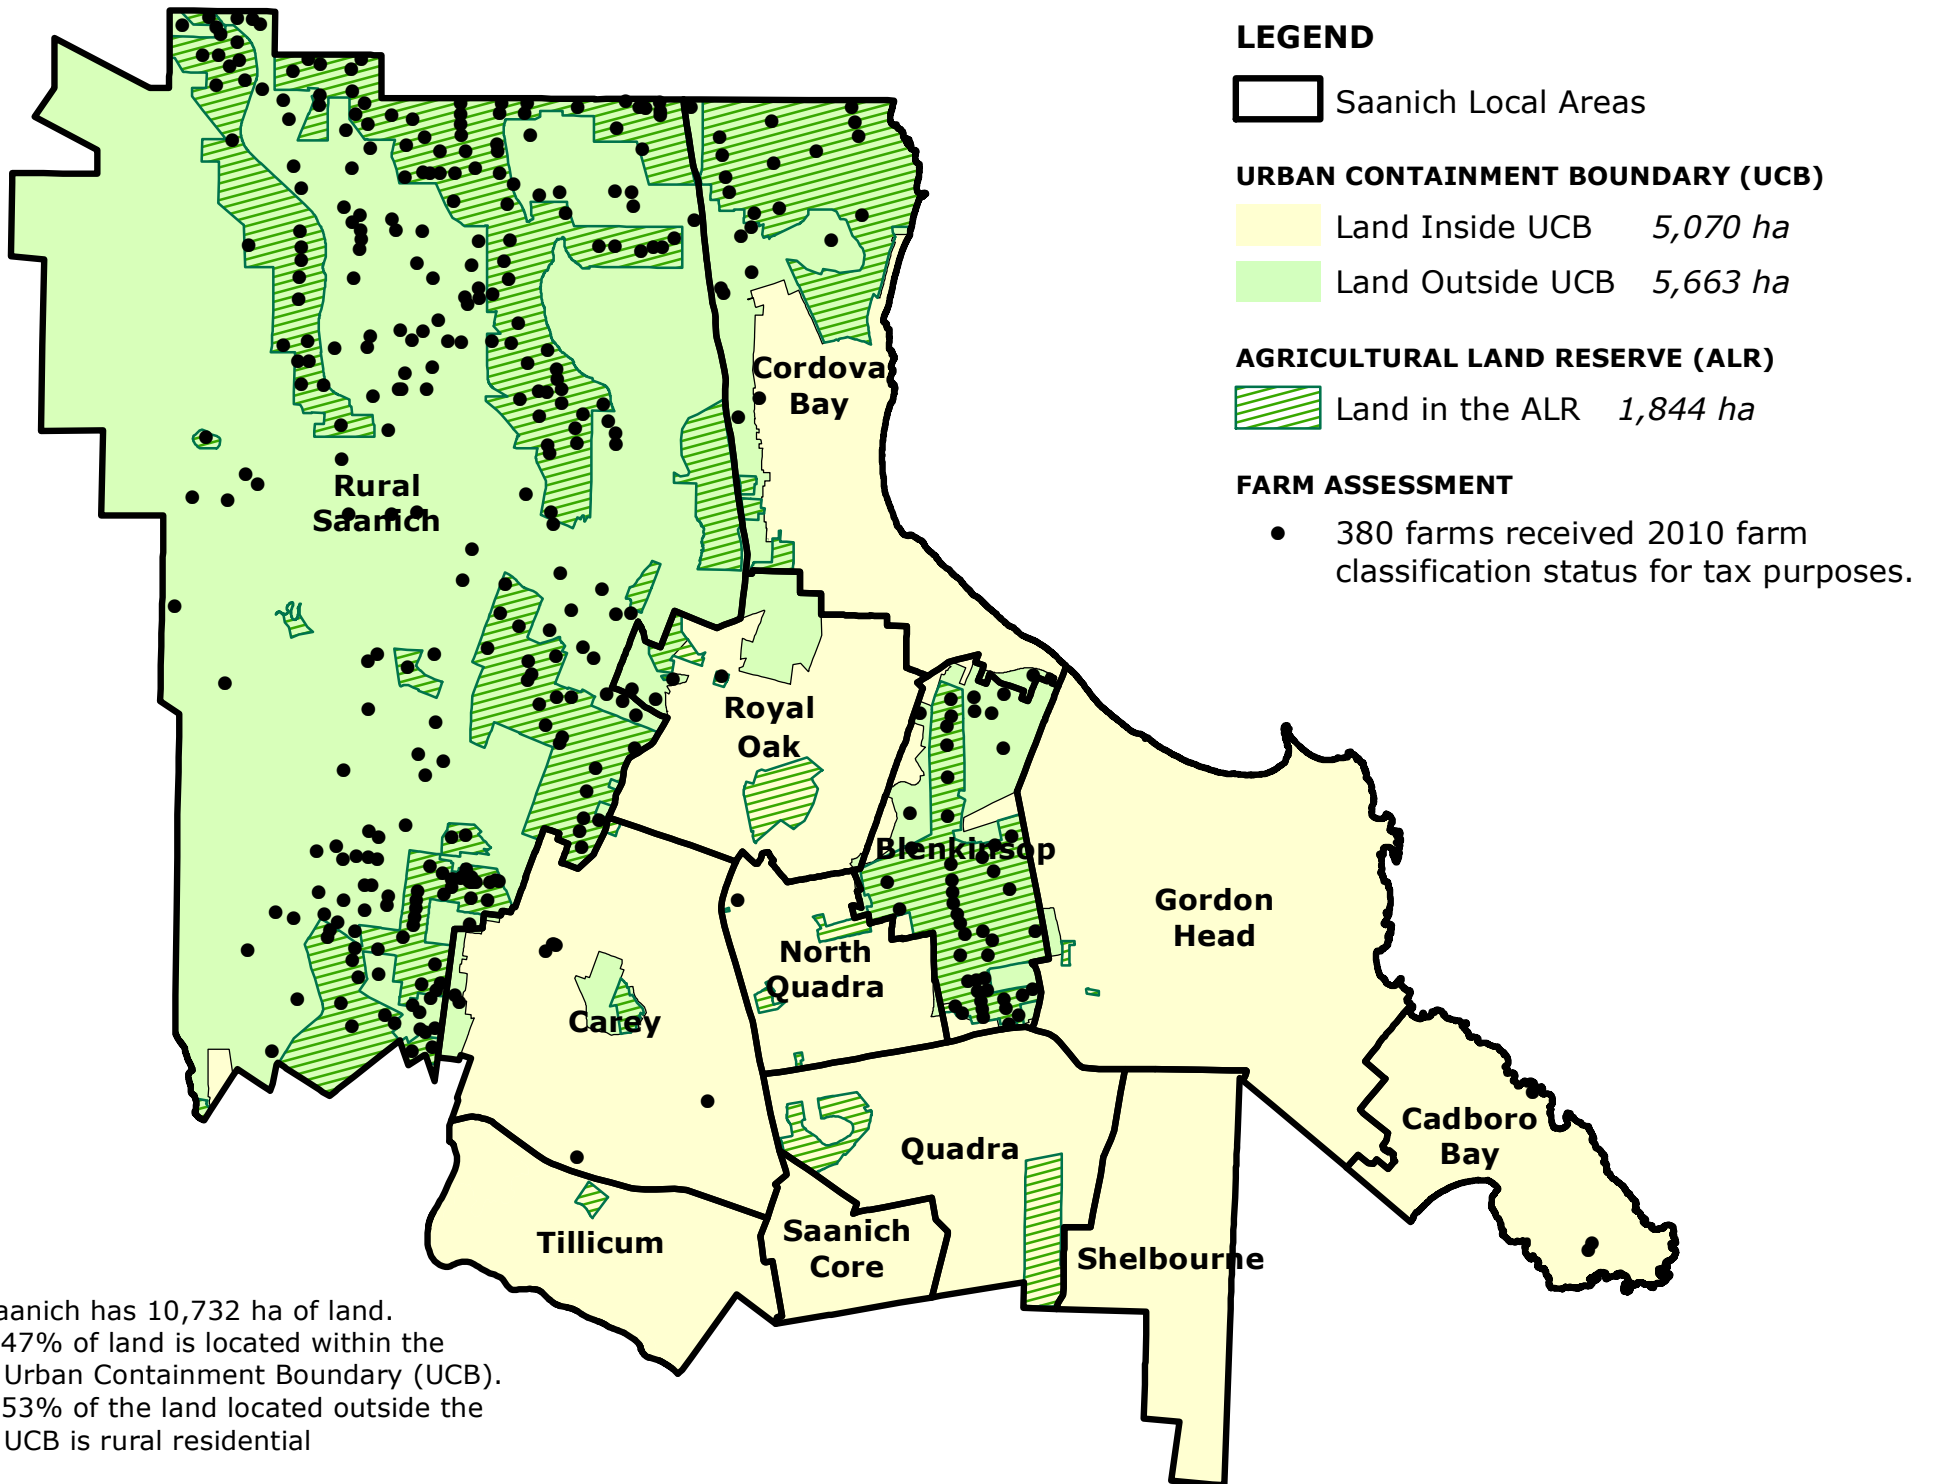 LEGEND
Saanich Local Areas
URBAN CONTAINMENT BOUNDARY (UCB)
Land Inside UCB 5,070 ha
Land Outside UCB 5,663 ha
AGRICULTURAL LAND RESERVE (ALR)
Land in the ALR 1,844 ha
FARM ASSESSMENT
380 farms received 2010 farm
classification status for tax purposes.
Cordova
Bay
Rural
Saanich
Royal
Oak
Blenkinsop
Gordon
Head
North
Quadra
Carey
Cadboro
Bay
Quadra
Tillicum
Saanich
Core
Shelbourne
aanich has 10,732 ha of land.
47% of land is located within the
Urban Containment Boundary (UCB).
53% of the land located outside the
UCB is rural residential